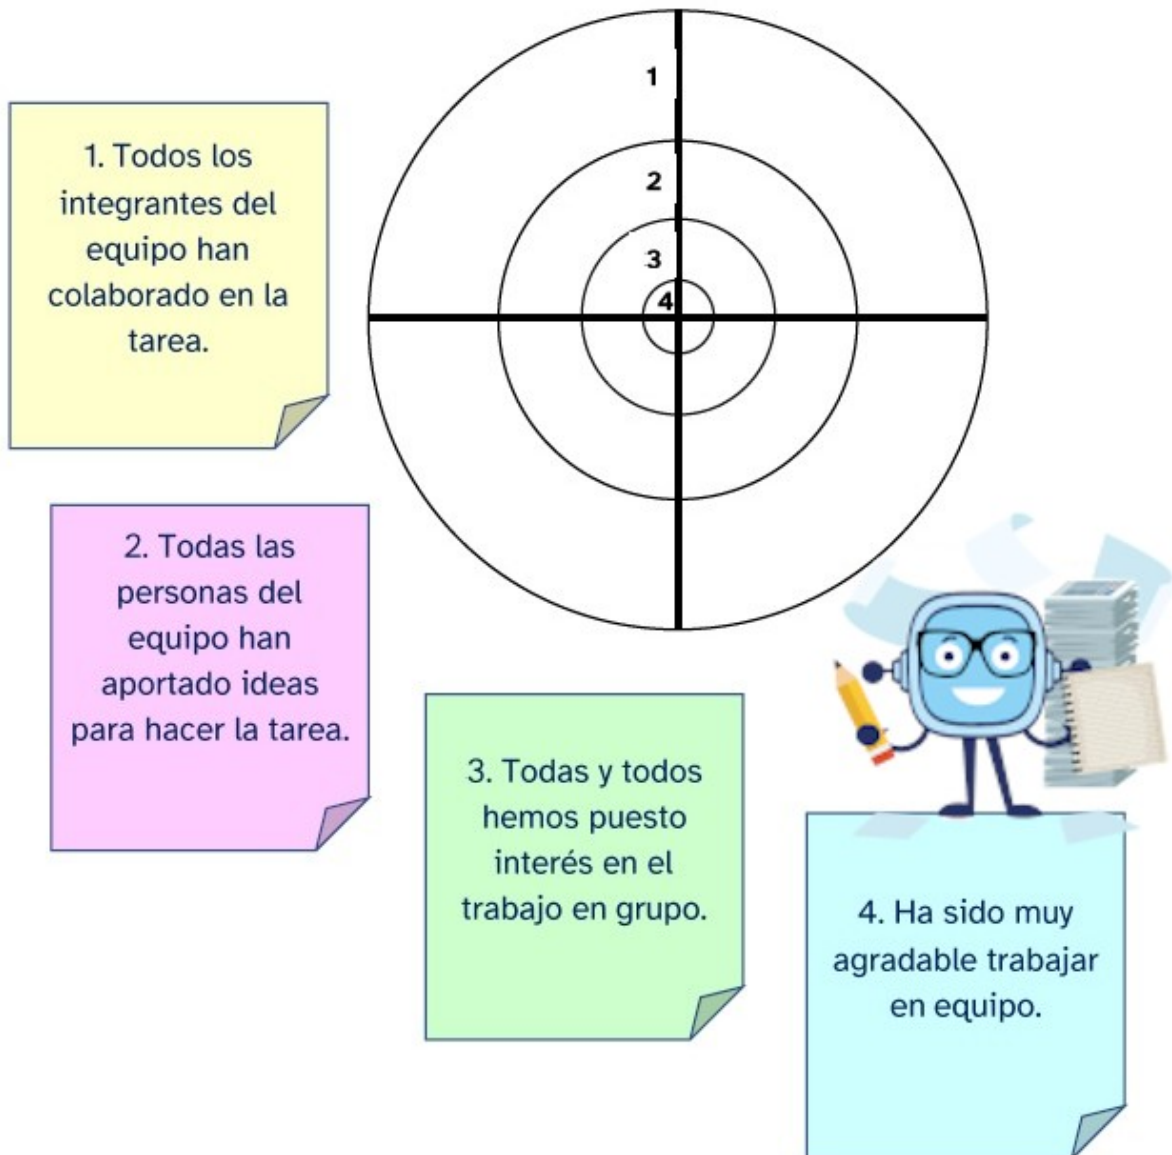 1
2
3
4
1. Todos los
integrantes del
equipo han
colaborado en la
tarea.
2. Todas las
personas del
equipo han
aportado ideas
para hacer la tarea.
3. Todas y todos
hemos puesto
interés en el
trabajo en grupo.
4. Ha sido muy
agradable trabajar
en equipo.